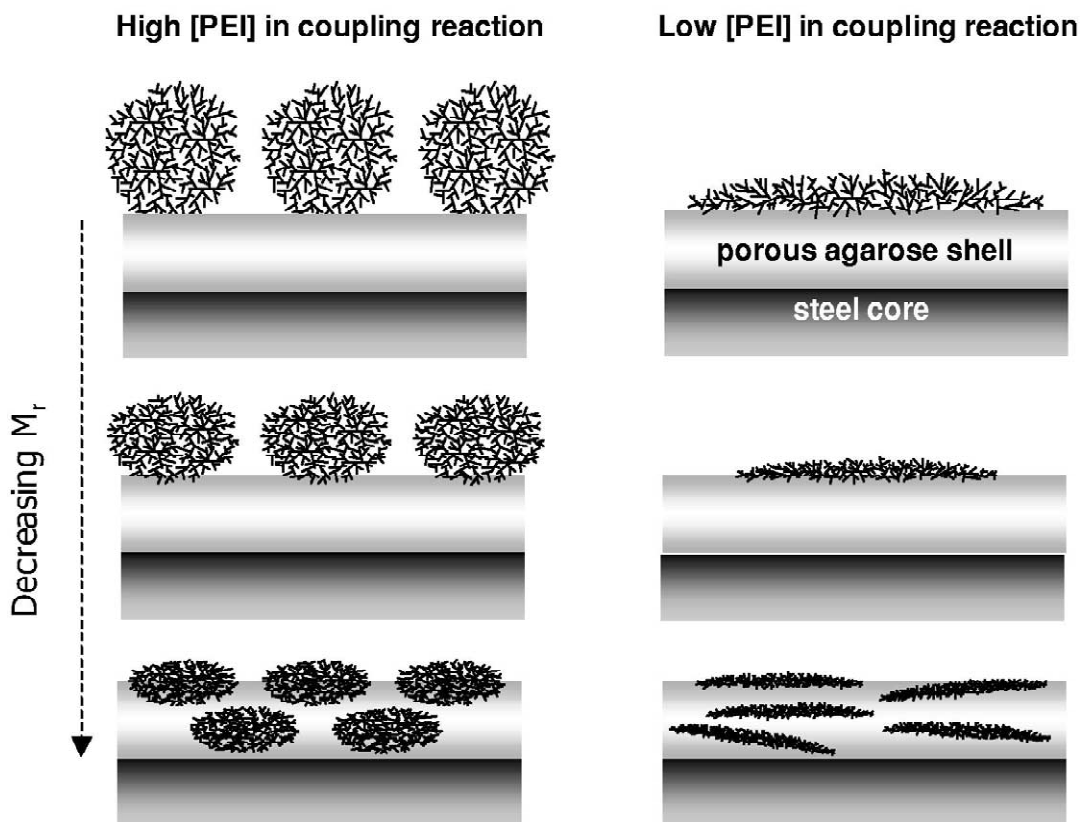 High [PEI] in coupling reaction
Low [PEI] in coupling reaction
porous agarose shell
steel core
Decreasing Mr